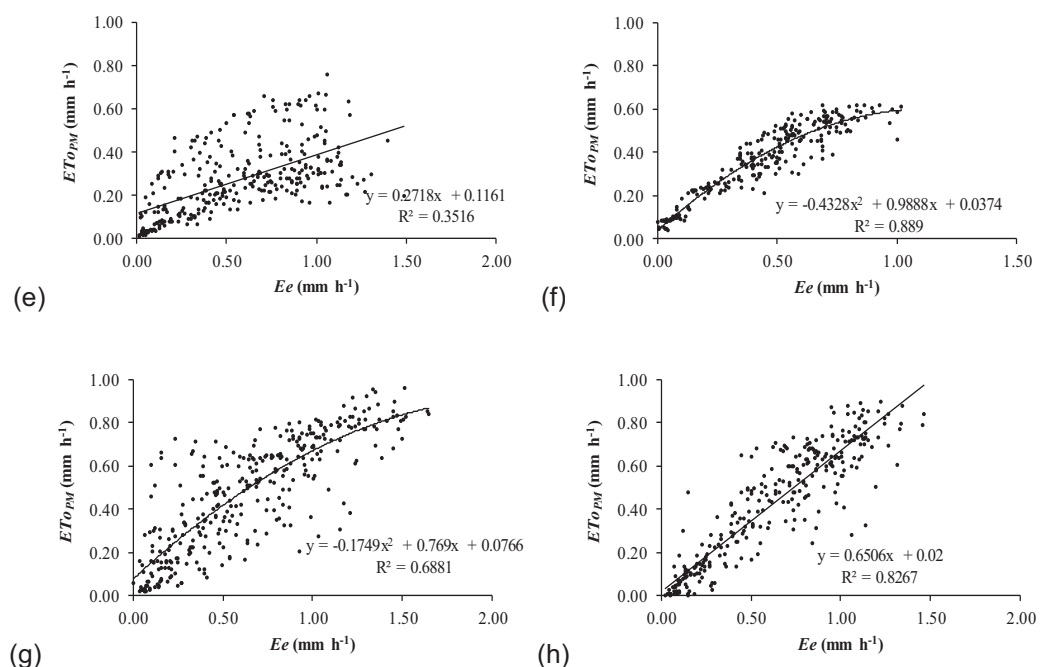 1.00
0.80
0.60
0.40
0.20
0.00
ETo_PM (mm h⁻¹)
y = 0.2718x + 0.1161
R² = 0.3516
0.00 0.50 1.00 1.50 2.00
Ee (mm h⁻¹)
(e)
1.00
0.80
0.60
0.40
0.20
0.00
ETo_PM (mm h⁻¹)
y = -0.4328x² + 0.9888x + 0.0374
R² = 0.889
0.00 0.50 1.00 1.50
Ee (mm h⁻¹)
(f)
1.00
0.80
0.60
0.40
0.20
0.00
ETo_PM (mm h⁻¹)
y = -0.1749x² + 0.769x + 0.0766
R² = 0.6881
0.00 0.50 1.00 1.50 2.00
Ee (mm h⁻¹)
(g)
1.00
0.80
0.60
0.40
0.20
0.00
ETo_PM (mm h⁻¹)
y = 0.6506x + 0.02
R² = 0.8267
0.00 0.50 1.00 1.50 2.00
Ee (mm h⁻¹)
(h)